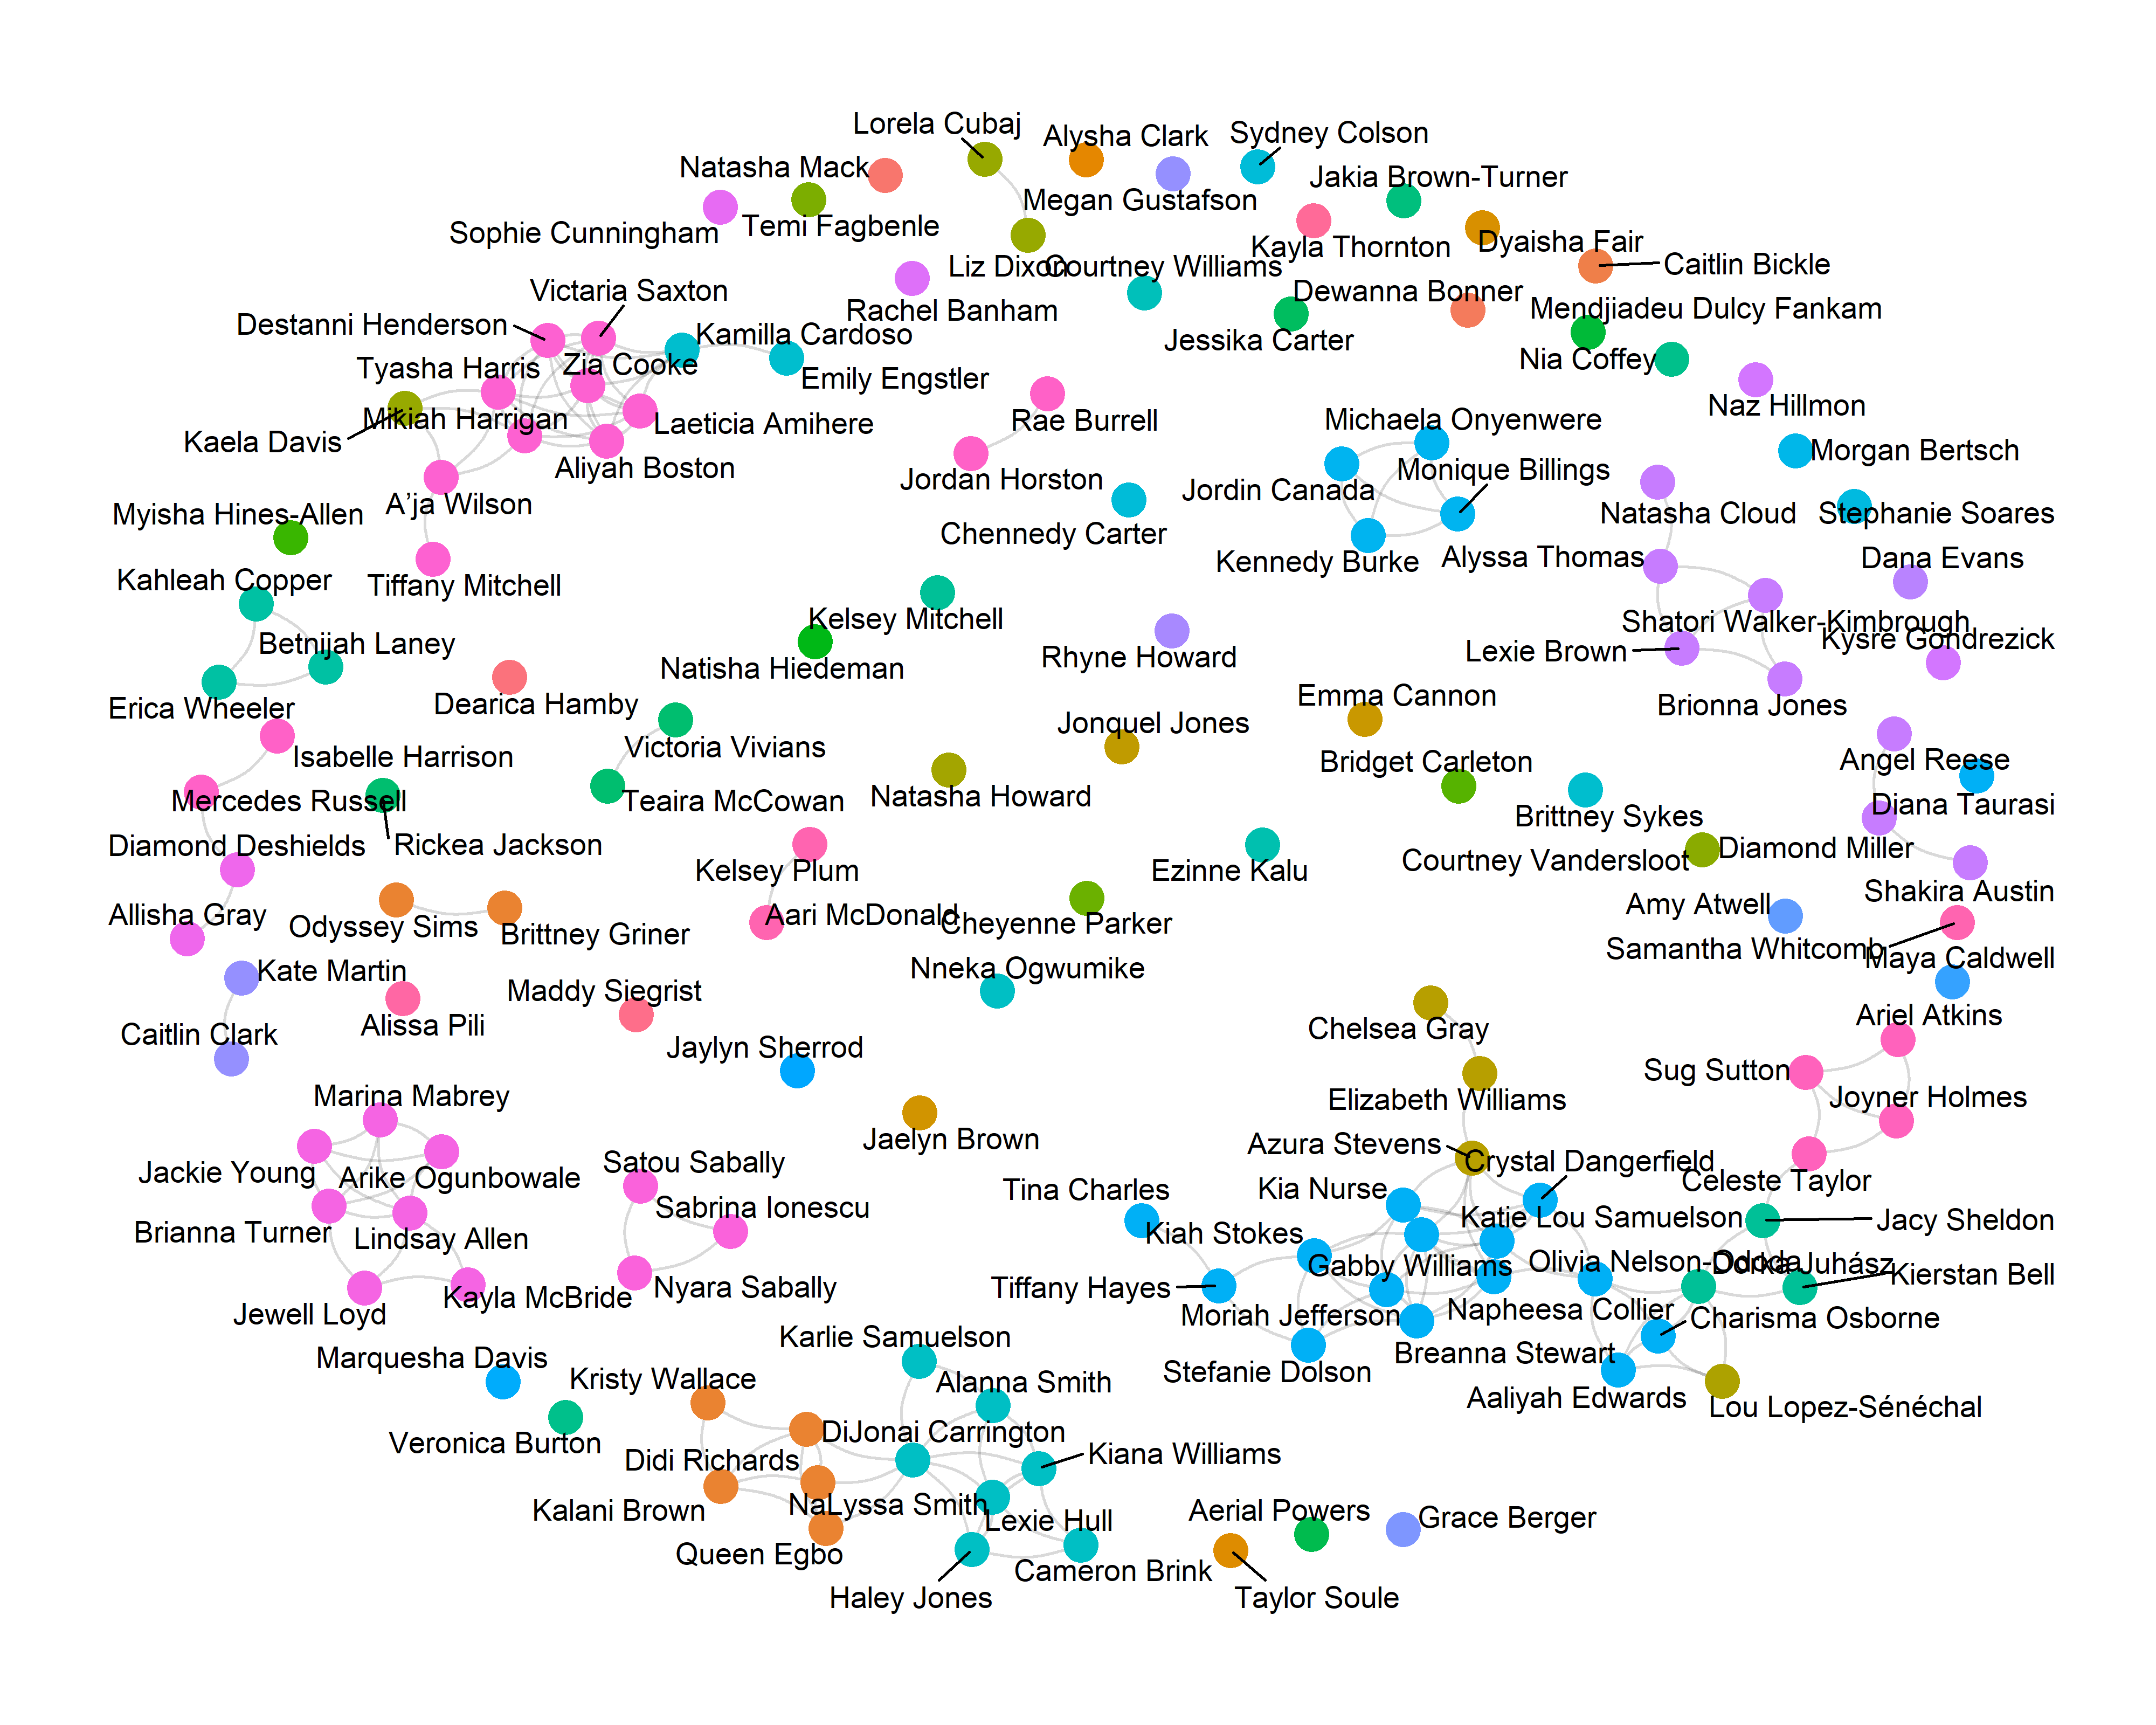 Lorela Cubaj
Alysha Clark
Sydney Colson
Natasha Mack
Jakia Brown-Turner
Megan Gustafson
Temi Fagbenle
Sophie Cunningham
Kayla Thornton
Dyaisha Fair
Liz Dixon
Courtney Williams
Caitlin Bickle
Victaria Saxton
Dewanna Bonner
Rachel Banham
Mendjiadeu Dulcy Fankam
Destanni Henderson
Kamilla Cardoso
Jessika Carter
Nia Coffey
Tyasha Harris
Zia Cooke
Emily Engstler
Naz Hillmon
Mikiah Harrigan
Rae Burrell
Michaela Onyenwere
Laeticia Amihere
Kaela Davis
Morgan Bertsch
Aliyah Boston
Monique Billings
Jordan Horston
Jordin Canada
A'ja Wilson
Myisha Hines-Allen
Natasha Cloud
Stephanie Soares
Chennedy Carter
Kennedy Burke
Alyssa Thomas
Dana Evans
Kahleah Copper
Tiffany Mitchell
Kelsey Mitchell
Shatori Walker-Kimbrough
Kysre Gondrezick
Betnijah Laney
Natisha Hiedeman
Rhyne Howard
Lexie Brown
Erica Wheeler
Dearica Hamby
Emma Cannon
Brionna Jones
Jonquel Jones
Victoria Vivians
Isabelle Harrison
Bridget Carleton
Angel Reese
Mercedes Russell
Teaira McCowan
Natasha Howard
Brittney Sykes
Diana Taurasi
Diamond Deshields
Rickea Jackson
Kelsey Plum
Ezinne Kalu
Courtney Vandersloot
Diamond Miller
Shakira Austin
Allisha Gray
Odyssey Sims
Brittney Griner
Aari McDonald
Cheyenne Parker
Amy Atwell
Samantha Whitcomb
Maya Caldwell
Kate Martin
Nneka Ogwumike
Maddy Siegrist
Caitlin Clark
Alissa Pili
Chelsea Gray
Ariel Atkins
Jaylyn Sherrod
Sug Sutton
Marina Mabrey
Elizabeth Williams
Joyner Holmes
Jaelyn Brown
Azura Stevens
Crystal Dangerfield
Jackie Young
Arike Ogunbowale
Satou Sabally
Celeste Taylor
Tina Charles
Kia Nurse
Sabrina Ionescu
Katie Lou Samuelson
Jacy Sheldon
Brianna Turner
Lindsay Allen
Kiah Stokes
Gabby Williams
Olivia Nelson-Ododa
Dorka Juhász
Kierstan Bell
Tiffany Hayes
Nyara Sabally
Kayla McBride
Jewell Loyd
Moriah Jefferson
Napheesa Collier
Charisma Osborne
Karlie Samuelson
Breanna Stewart
Marquesha Davis
Kristy Wallace
Alanna Smith
Stefanie Dolson
Aaliyah Edwards
Lou Lopez-Sénéchal
Veronica Burton
DiJonai Carrington
Didi Richards
Kiana Williams
Kalani Brown
NaLyssa Smith
Lexie Hull
Aerial Powers
Grace Berger
Queen Egbo
Cameron Brink
Haley Jones
Taylor Soule